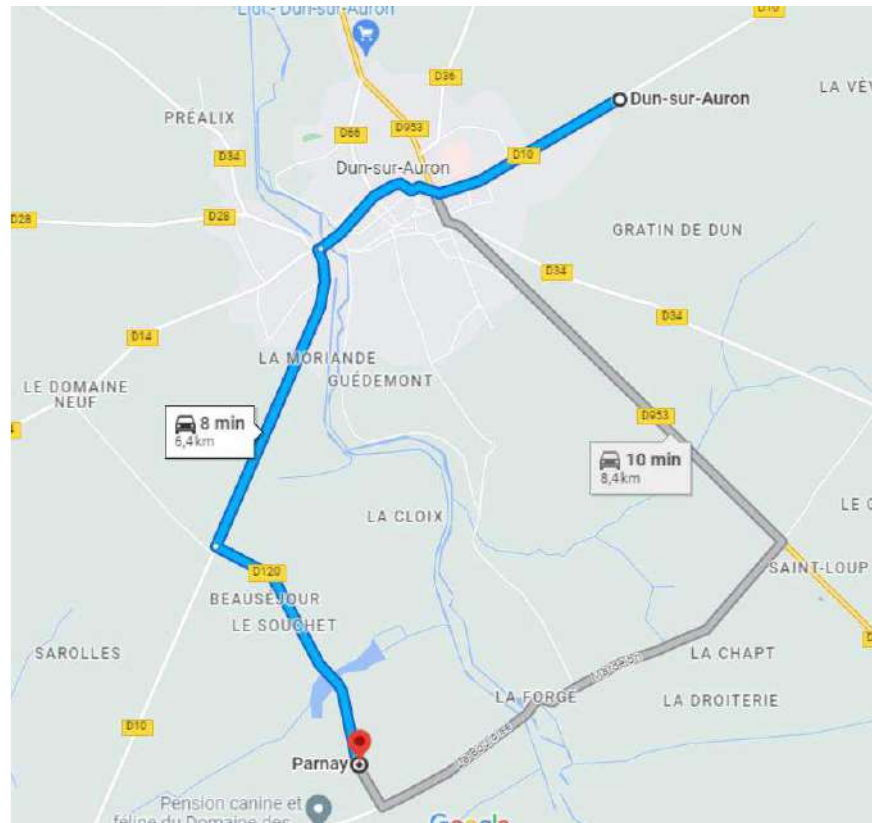 Dun-sur-Auron
D10
D36
Dun-sur-Auron
LA VÈV
PRÉALIX
D66
D953
D10
D34
Dun-sur-Auron
D28
D28
GRATIN DE DUN
D34
D34
D14
LA MORIANDE
GUÉDEMONT
LE DOMAINE
NEUF
8 min
6,4 km
D953
10 min
8,4 km
LA CLOIX
SAINT-LOUP
D120
BEAUSÉJOUR
LE SOUCHET
SAROLLES
LA CHAPT
LA FORGE
LA DROITERIE
D10
Parnay
Pension canine et
féline du Domaine des
Google